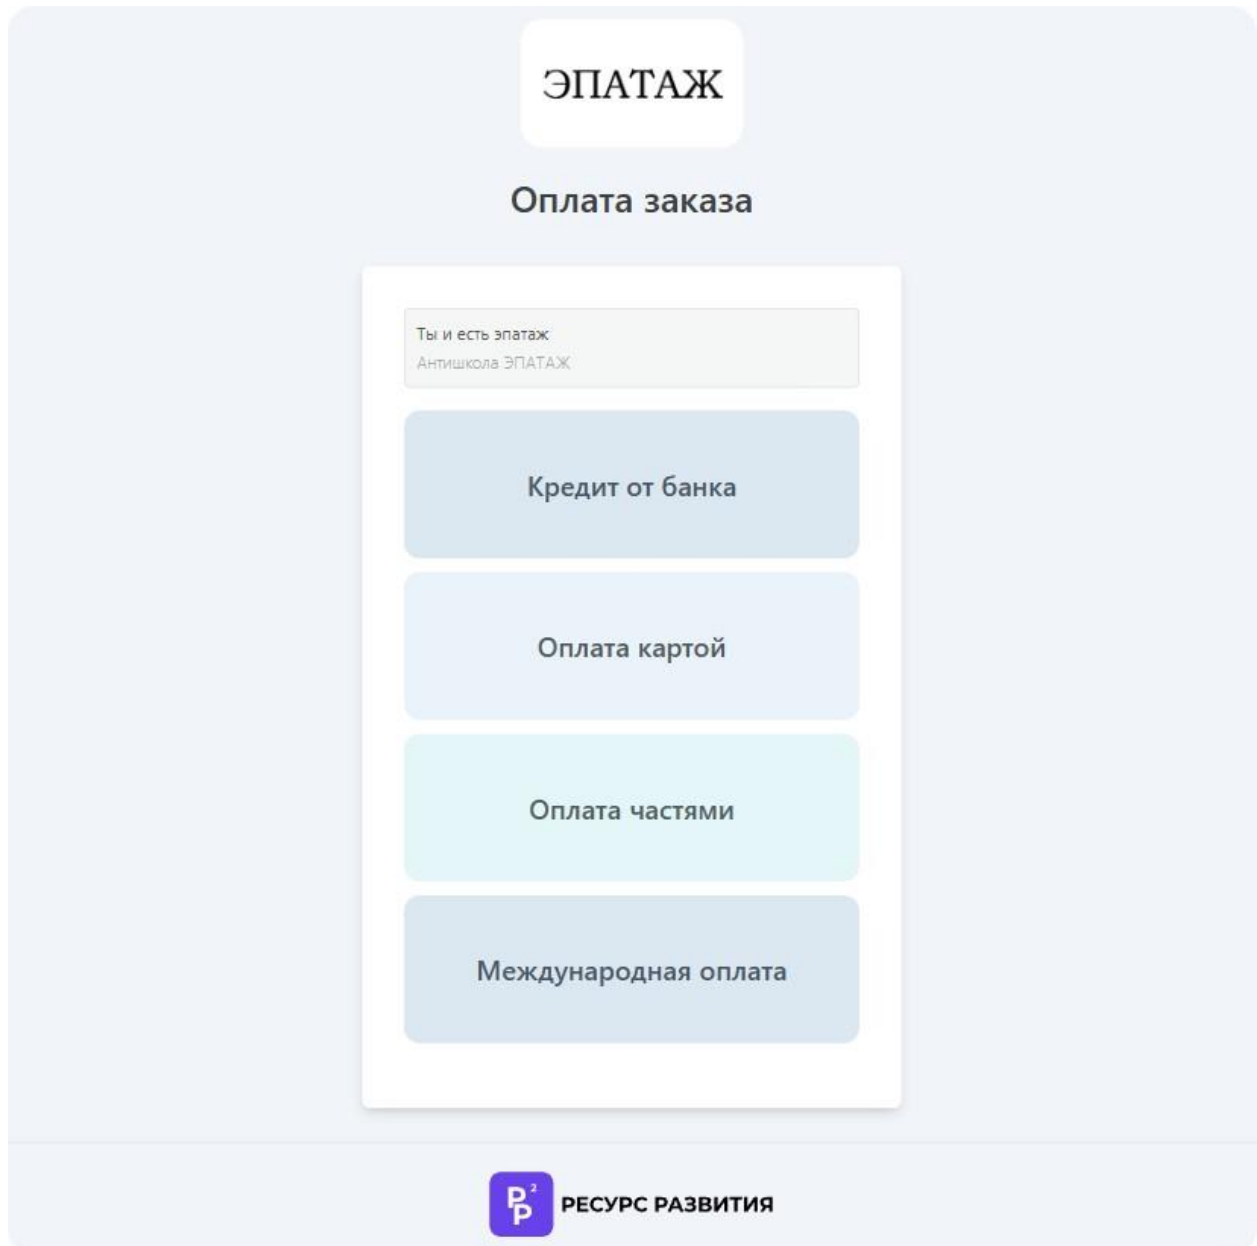 ЭПАТАЖ
Оплата заказа
Ты и есть эпатаж
Антишкола ЭПАТАЖ
Кредит от банка
Оплата картой
Оплата частями
Международная оплата
РР² РЕСУРС РАЗВИТИЯ